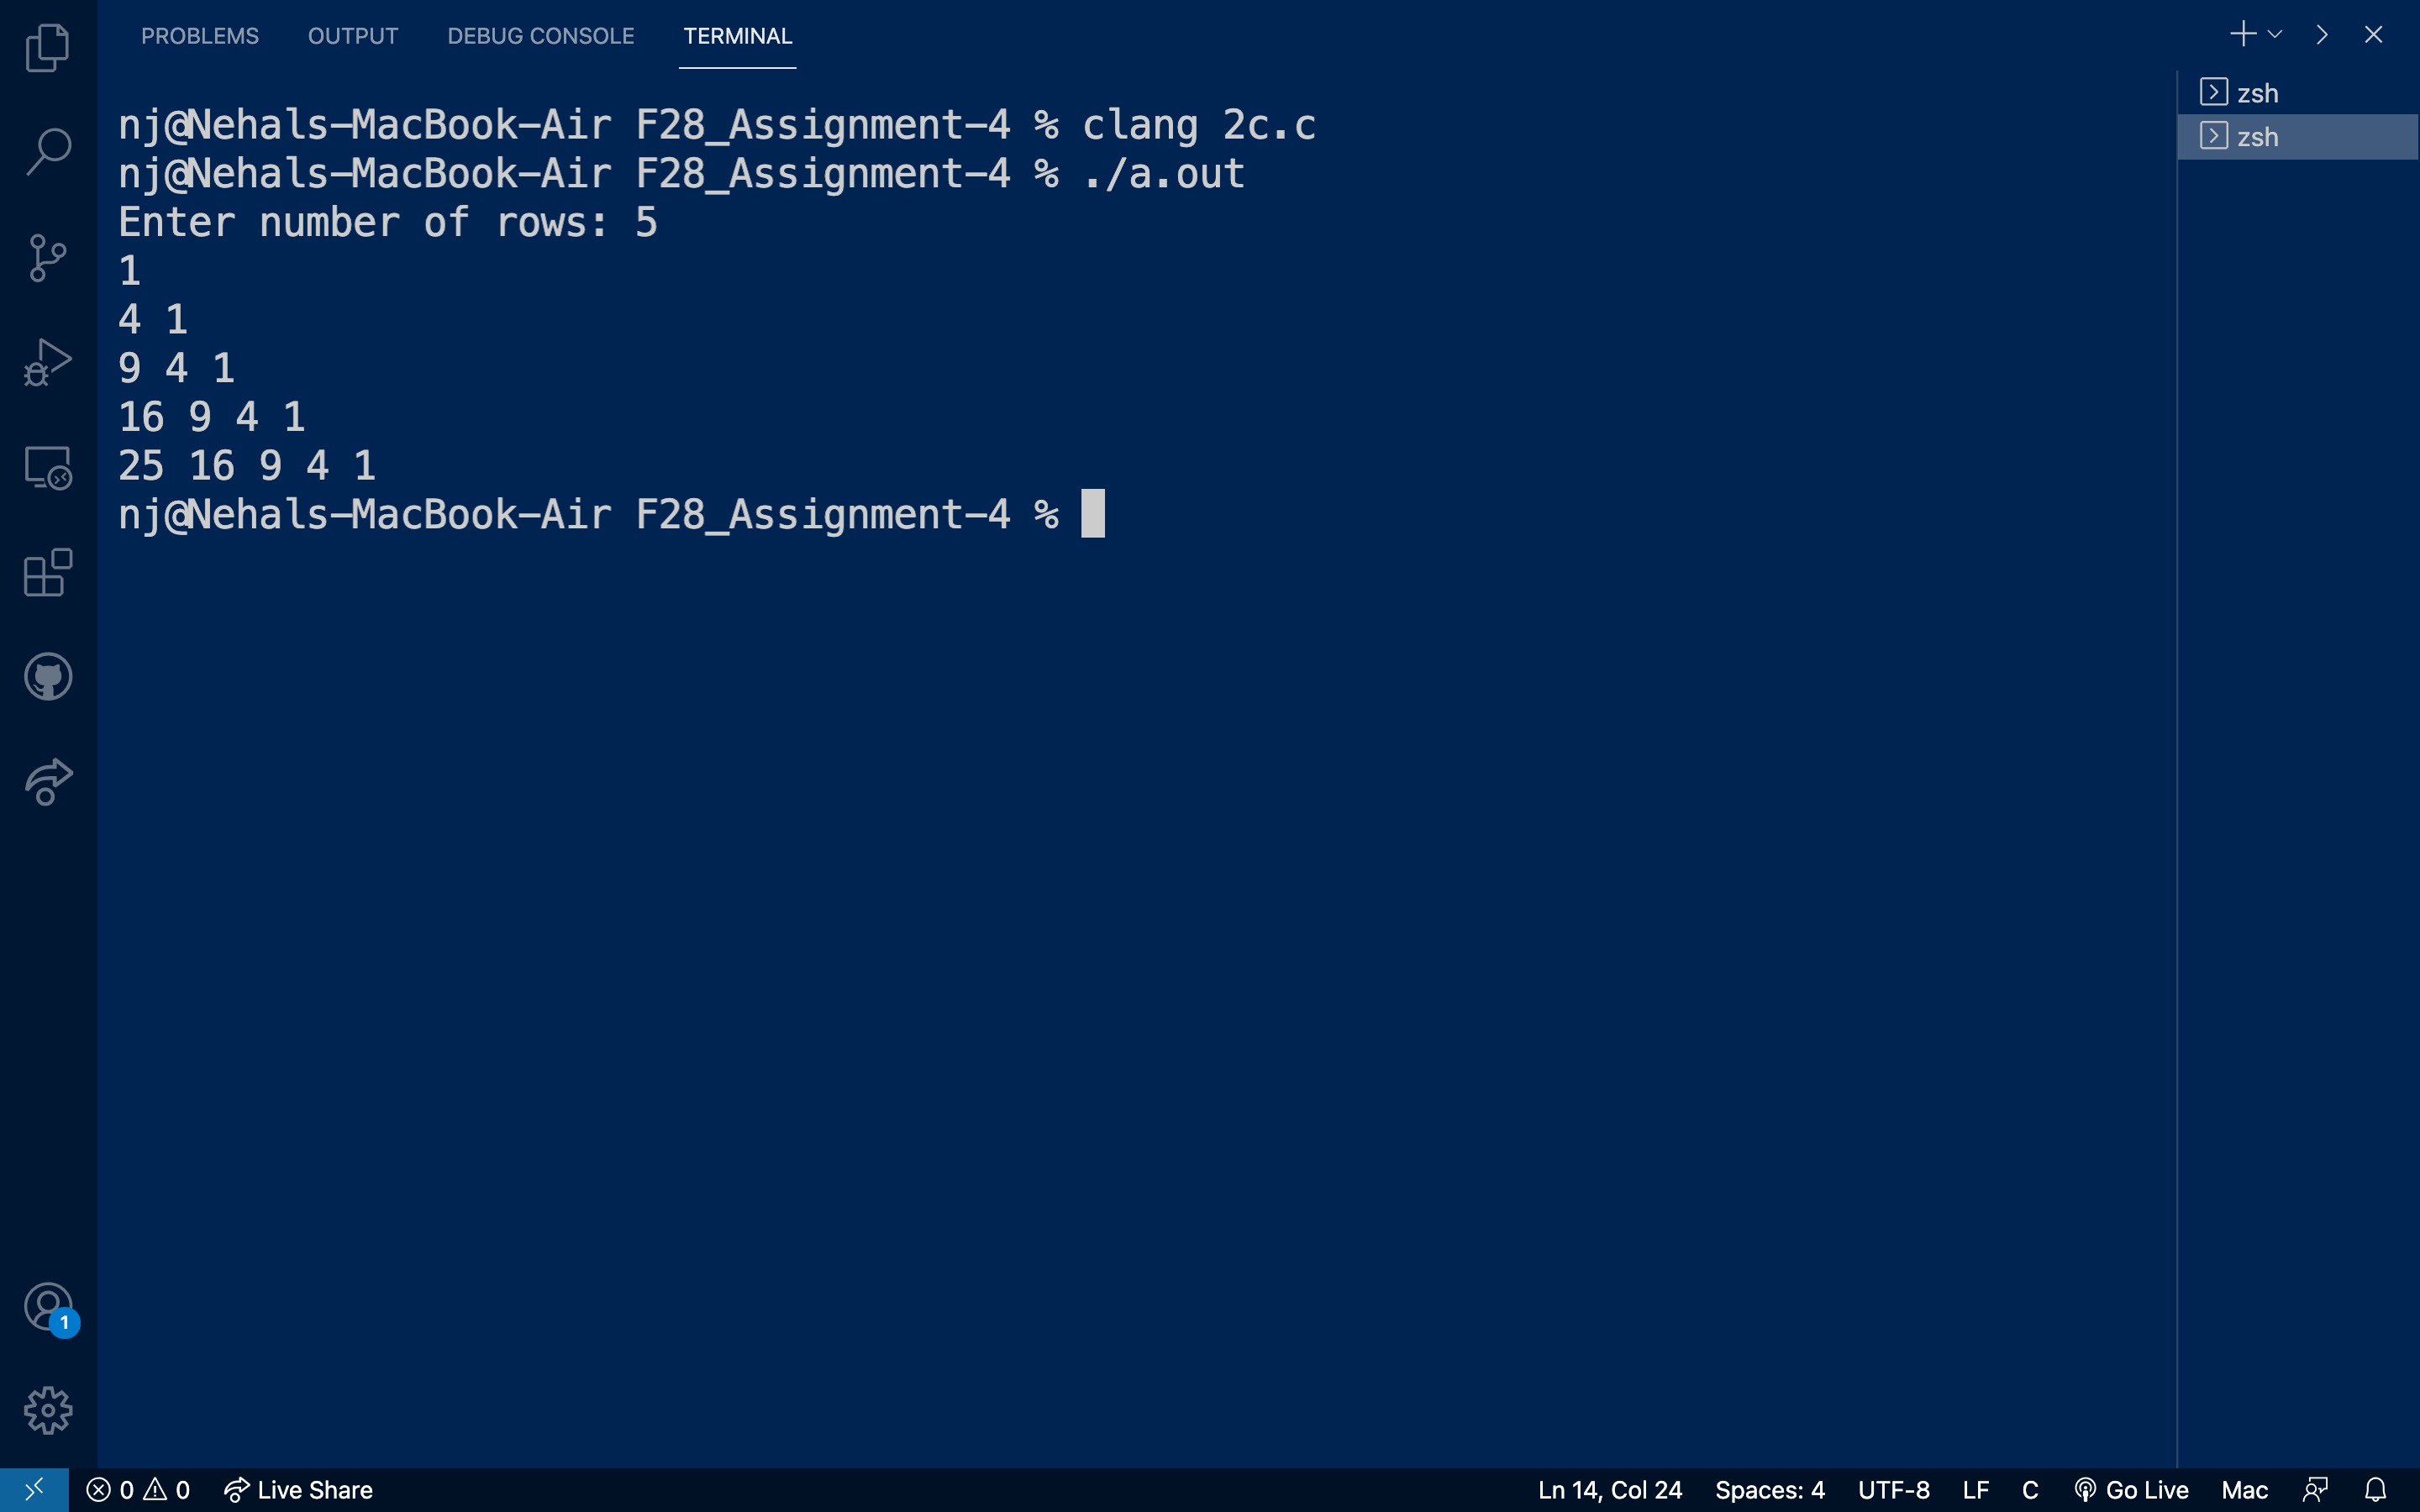 PROBLEMS OUTPUT DEBUG CONSOLE TERMINAL
zsh
zsh
nj@Nehals-MacBook-Air F28_Assignment-4 % clang 2c.c
nj@Nehals-MacBook-Air F28_Assignment-4 % ./a.out
Enter number of rows: 5
1
4 1
9 4 1
16 9 4 1
25 16 9 4 1
nj@Nehals-MacBook-Air F28_Assignment-4 %
1
0 0 Live Share Ln 14, Col 24 Spaces: 4 UTF-8 LF C Go Live Mac